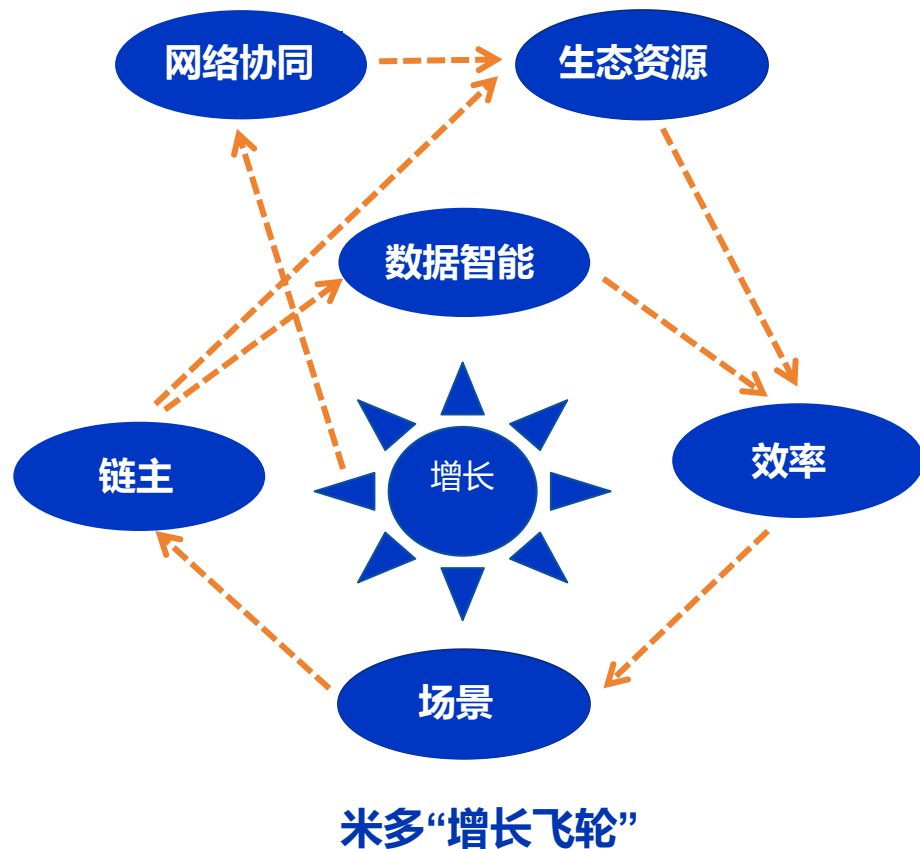 网络协同
生态资源
数据智能
链主
增长
效率
场景
米多“增长飞轮”